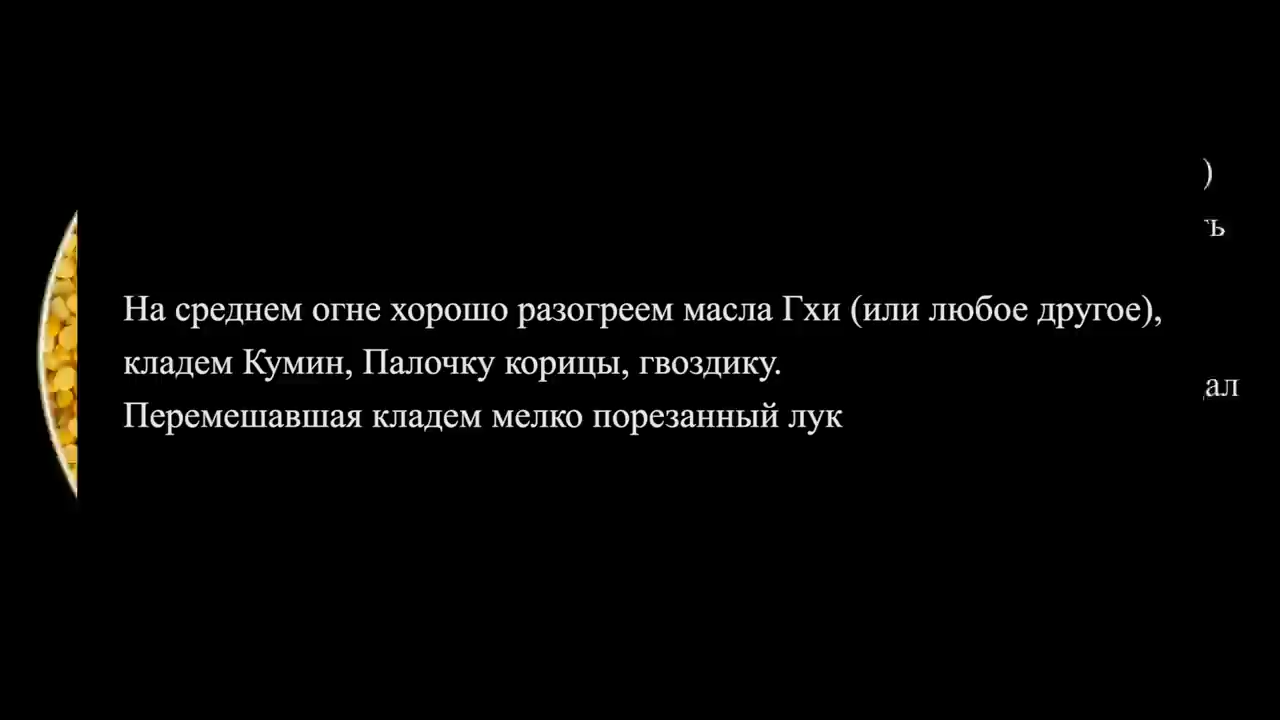 На среднем огне хорошо разогреем масла Гхи (или любое другое),
кладем Кумин, Палочку корицы, гвоздику.
Перемешавшая кладем мелко порезанный лук